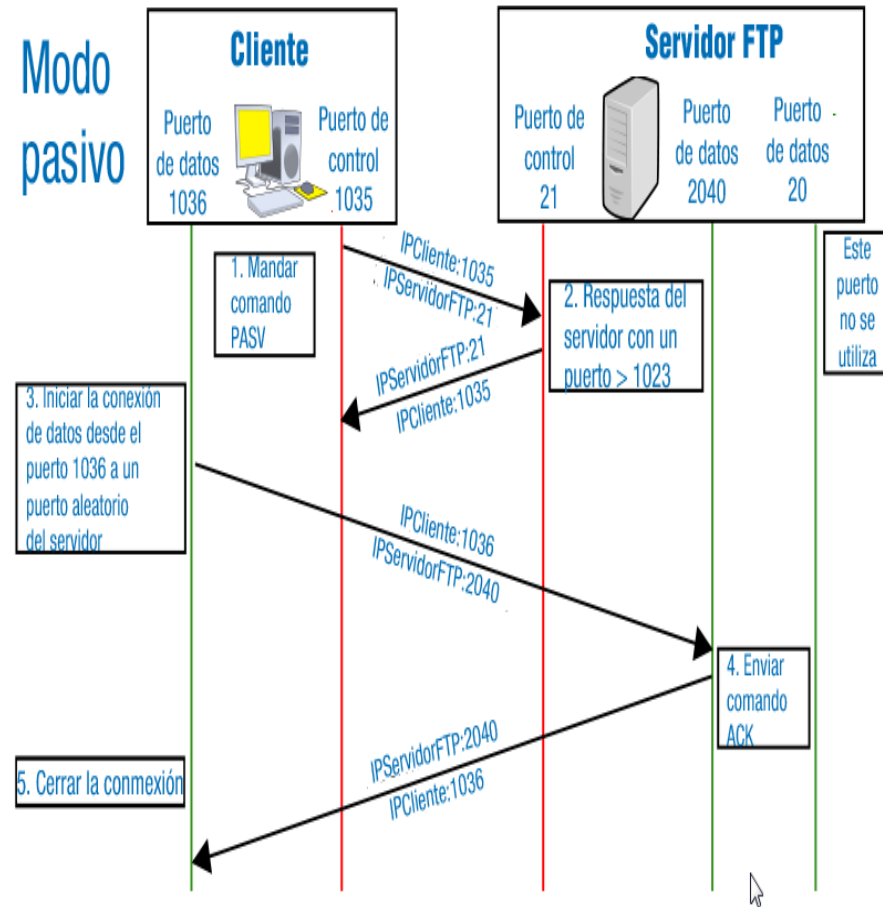 Modo
pasivo
Cliente
Puerto
de datos
1036
Puerto de
control
1035
Servidor FTP
Puerto de
control
21
Puerto
de datos
2040
Puerto
de datos
20
Este
puerto
no se
utiliza
1. Mandar
comando
PASV
IPCliente:1035
IPServidorFTP:21
2. Respuesta del
servidor con un
puerto > 1023
IPServidorFTP:21
IPCliente:1035
3. Iniciar la conexión
de datos desde el
puerto 1036 a un
puerto aleatorio
del servidor
IPCliente:1036
IPServidorFTP:2040
4. Enviar
comando
ACK
IPServidorFTP:2040
IPCliente:1036
5. Cerrar la conmexión